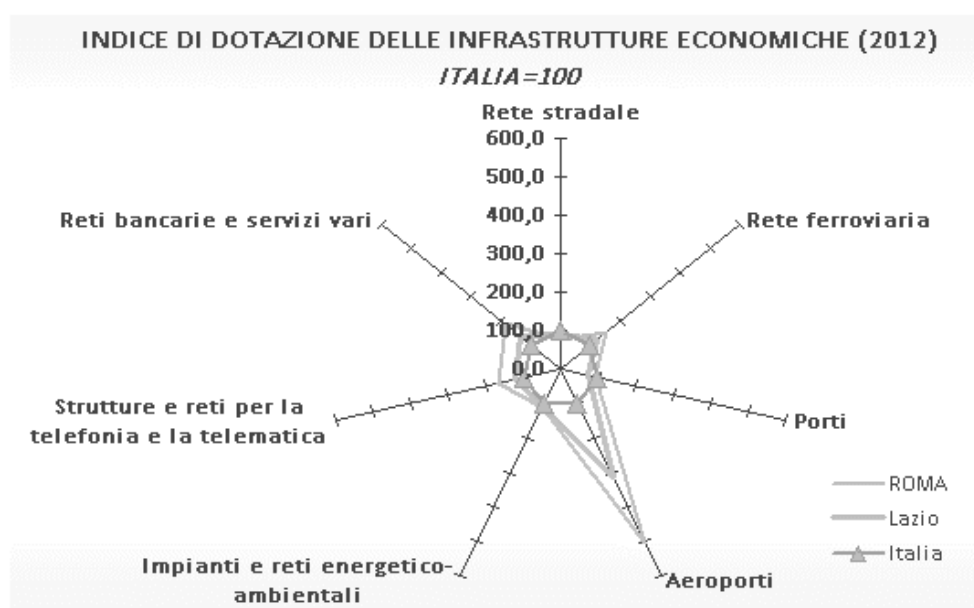 INDICE DI DOTAZIONE DELLE INFRASTRUTTURE ECONOMICHE (2012)
ITALIA=100
Rete stradale
600,0
500,0
400,0
300,0
200,0
100,0
0,0
Reti bancarie e servizi vari
Rete ferroviaria
Strutture e reti per la
telefonia e la telematica
Porti
Impianti e reti energetico-
ambientali
Aeroporti
ROMA
Lazio
Italia